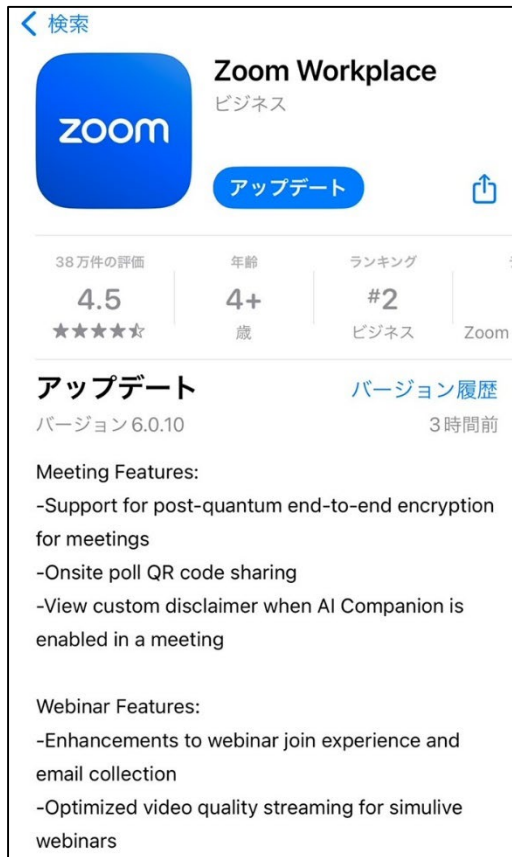 検索
zoom
Zoom Workplace
ビジネス
アップデート
38万件の評価
年齢
ランキング
4.5
4+
#2
歳
ビジネス
Zoom
アップデート
バージョン履歴
バージョン 6.0.10
3時間前
Meeting Features:
-Support for post-quantum end-to-end encryption
for meetings
-Onsite poll QR code sharing
-View custom disclaimer when AI Companion is
enabled in a meeting
Webinar Features:
-Enhancements to webinar join experience and
email collection
-Optimized video quality streaming for simulive
webinars